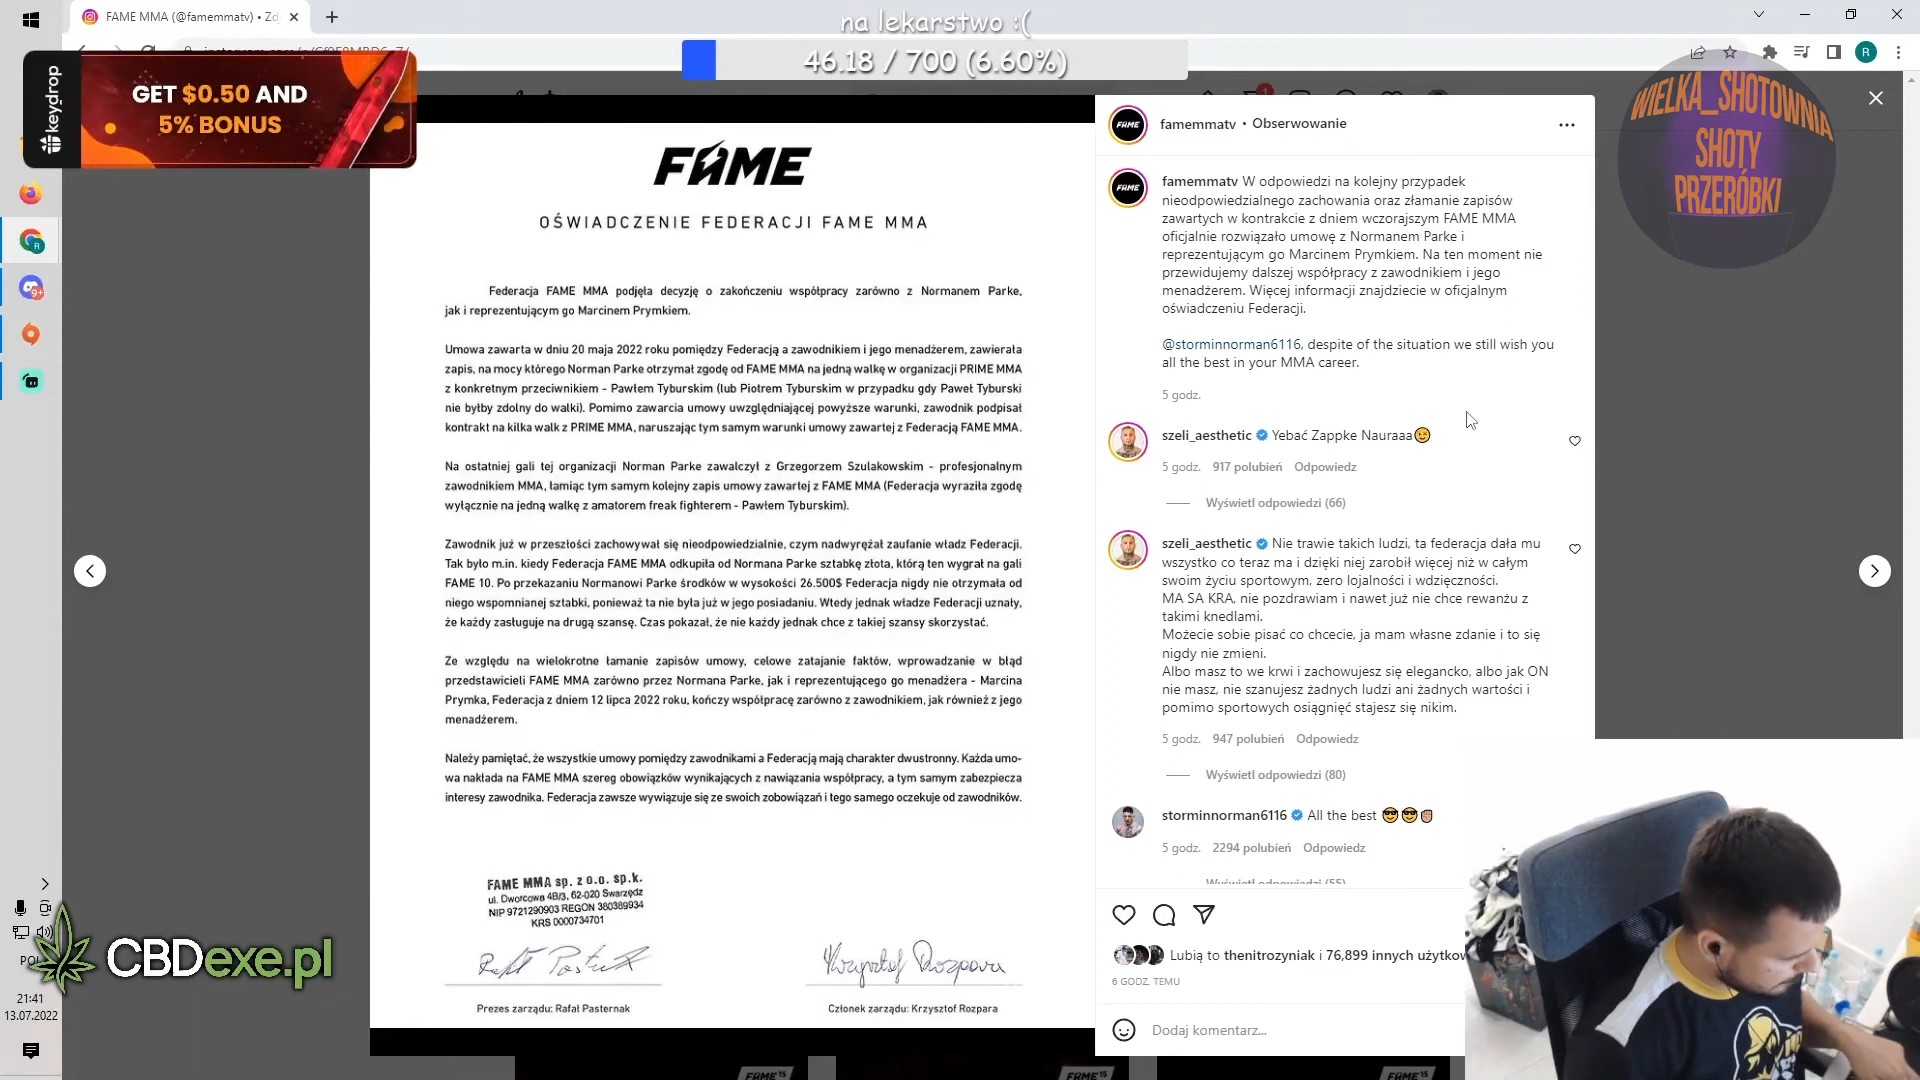 FAME MMA (@famemmatv) • Zd
na lekarstwo :(
46.18 / 700 (6.60%)
keydrop
GET $0.50 AND
5% BONUS
WIELKA_SHOTOWNIA
SHOTY
PRZERÓBKI
FAME
OŚWIADCZENIE FEDERACJI FAME MMA
Federacja FAME MMA podjęła decyzję o zakończeniu współpracy zarówno z Normanem Parke,
jak i reprezentującym go Marcinem Prymkiem.
Umowa zawarta w dniu 20 maja 2022 roku pomiędzy Federacją a zawodnikiem i jego menadżerem, zawierała
zapis, na mocy którego Norman Parke otrzymał zgodę od FAME MMA na jedną walkę w organizacji PRIME MMA
z konkretnym przeciwnikiem - Pawłem Tyburskim (lub Piotrem Tyburskim w przypadku gdy Paweł Tyburski
nie byłby zdolny do walki). Pomimo zawarcia umowy uwzględniającej powyższe warunki, zawodnik podpisał
kontrakt na kilka walk z PRIME MMA, naruszając tym samym warunki umowy zawartej z Federacją FAME MMA.
Na ostatniej gali tej organizacji Norman Parke zawalczył z Grzegorzem Szulakowskim - profesjonalnym
zawodnikiem MMA, łamiąc tym samym kolejny zapis umowy zawartej z FAME MMA (Federacja wyraziła zgodę
wyłącznie na jedną walkę z amatorem freak fighterem - Pawłem Tyburskim).
Zawodnik już w przeszłości zachowywał się nieodpowiedzialnie, czym nadwyrężał zaufanie władz Federacji.
Tak było m.in. kiedy Federacja FAME MMA odkupiła od Normana Parke sztabkę złota, którą ten wygrał na gali
FAME 10. Po przekazaniu Normanowi Parke środków w wysokości 26.500$ Federacja nigdy nie otrzymała od
niego wspomnianej sztabki, ponieważ ta nie była już w jego posiadaniu. Wtedy jednak władze Federacji uznały,
że każdy zasługuje na drugą szansę. Czas pokazał, że nie każdy jednak chce z takiej szansy skorzystać.
Ze względu na wielokrotne łamanie zapisów umowy, celowe zatajanie faktów, wprowadzanie w błąd
przedstawicieli FAME MMA zarówno przez Normana Parke, jak i reprezentującego go menadżera - Marcina
Prymka, Federacja z dniem 12 lipca 2022 roku, kończy współpracę zarówno z zawodnikiem, jak również z jego
menadżerem.
Należy pamiętać, że wszystkie umowy pomiędzy zawodnikami a Federacją mają charakter dwustronny. Każda umo-
wa nakłada na FAME MMA szereg obowiązków wynikających z nawiązania współpracy, a tym samym zabezpiecza
interesy zawodnika. Federacja zawsze wywiązuje się ze swoich zobowiązań i tego samego oczekuje od zawodników.
FAME MMA sp. z o.o. sp.k.
ul. Dworcowa 4B/3, 62-020 Swarzędz
NIP 9721290903 REGON 380389934
KRS 0000734701
Prezes zarządu: Rafał Pasternak
Członek zarządu: Krzysztof Rozpara
FAME famemmatv • Obserwowanie
FAME famemmatv W odpowiedzi na kolejny przypadek
nieodpowiedzialnego zachowania oraz złamanie zapisów
zawartych w kontrakcie z dniem wczorajszym FAME MMA
oficjalnie rozwiązało umowę z Normanem Parke i
reprezentującym go Marcinem Prymkiem. Na ten moment nie
przewidujemy dalszej współpracy z zawodnikiem i jego
menadżerem. Więcej informacji znajdziecie w oficjalnym
oświadczeniu Federacji.
@storminnorman6116, despite of the situation we still wish you
all the best in your MMA career.
5 godz.
szeli_aesthetic Yebać Zappke Nauraaa😉
5 godz. 917 polubień Odpowiedz
Wyświetl odpowiedzi (66)
szeli_aesthetic Nie trawie takich ludzi, ta federacja dała mu
wszystko co teraz ma i dzięki niej zarobił więcej niż w całym
swoim życiu sportowym, zero lojalności i wdzięczności.
MA SA KRA, nie pozdrawiam i nawet już nie chce rewanżu z
takimi knedlami.
Możecie sobie pisać co chcecie, ja mam własne zdanie i to się
nigdy nie zmieni.
Albo masz to we krwi i zachowujesz się elegancko, albo jak ON
nie masz, nie szanujesz żadnych ludzi ani żadnych wartości i
pomimo sportowych osiągnięć stajesz się nikim.
5 godz. 947 polubień Odpowiedz
Wyświetl odpowiedzi (80)
storminnorman6116 All the best 😎😎✊
5 godz. 2294 polubień Odpowiedz
Wyświetl odpowiedzi (55)
Lubią to thenitrozyniak i 76,899 innych użytkow
6 GODZ. TEMU
Dodaj komentarz...
R
R
9+
1
CBDexe.pl
21:41
13.07.2022
FAME 15
FAME 15
FAME 15